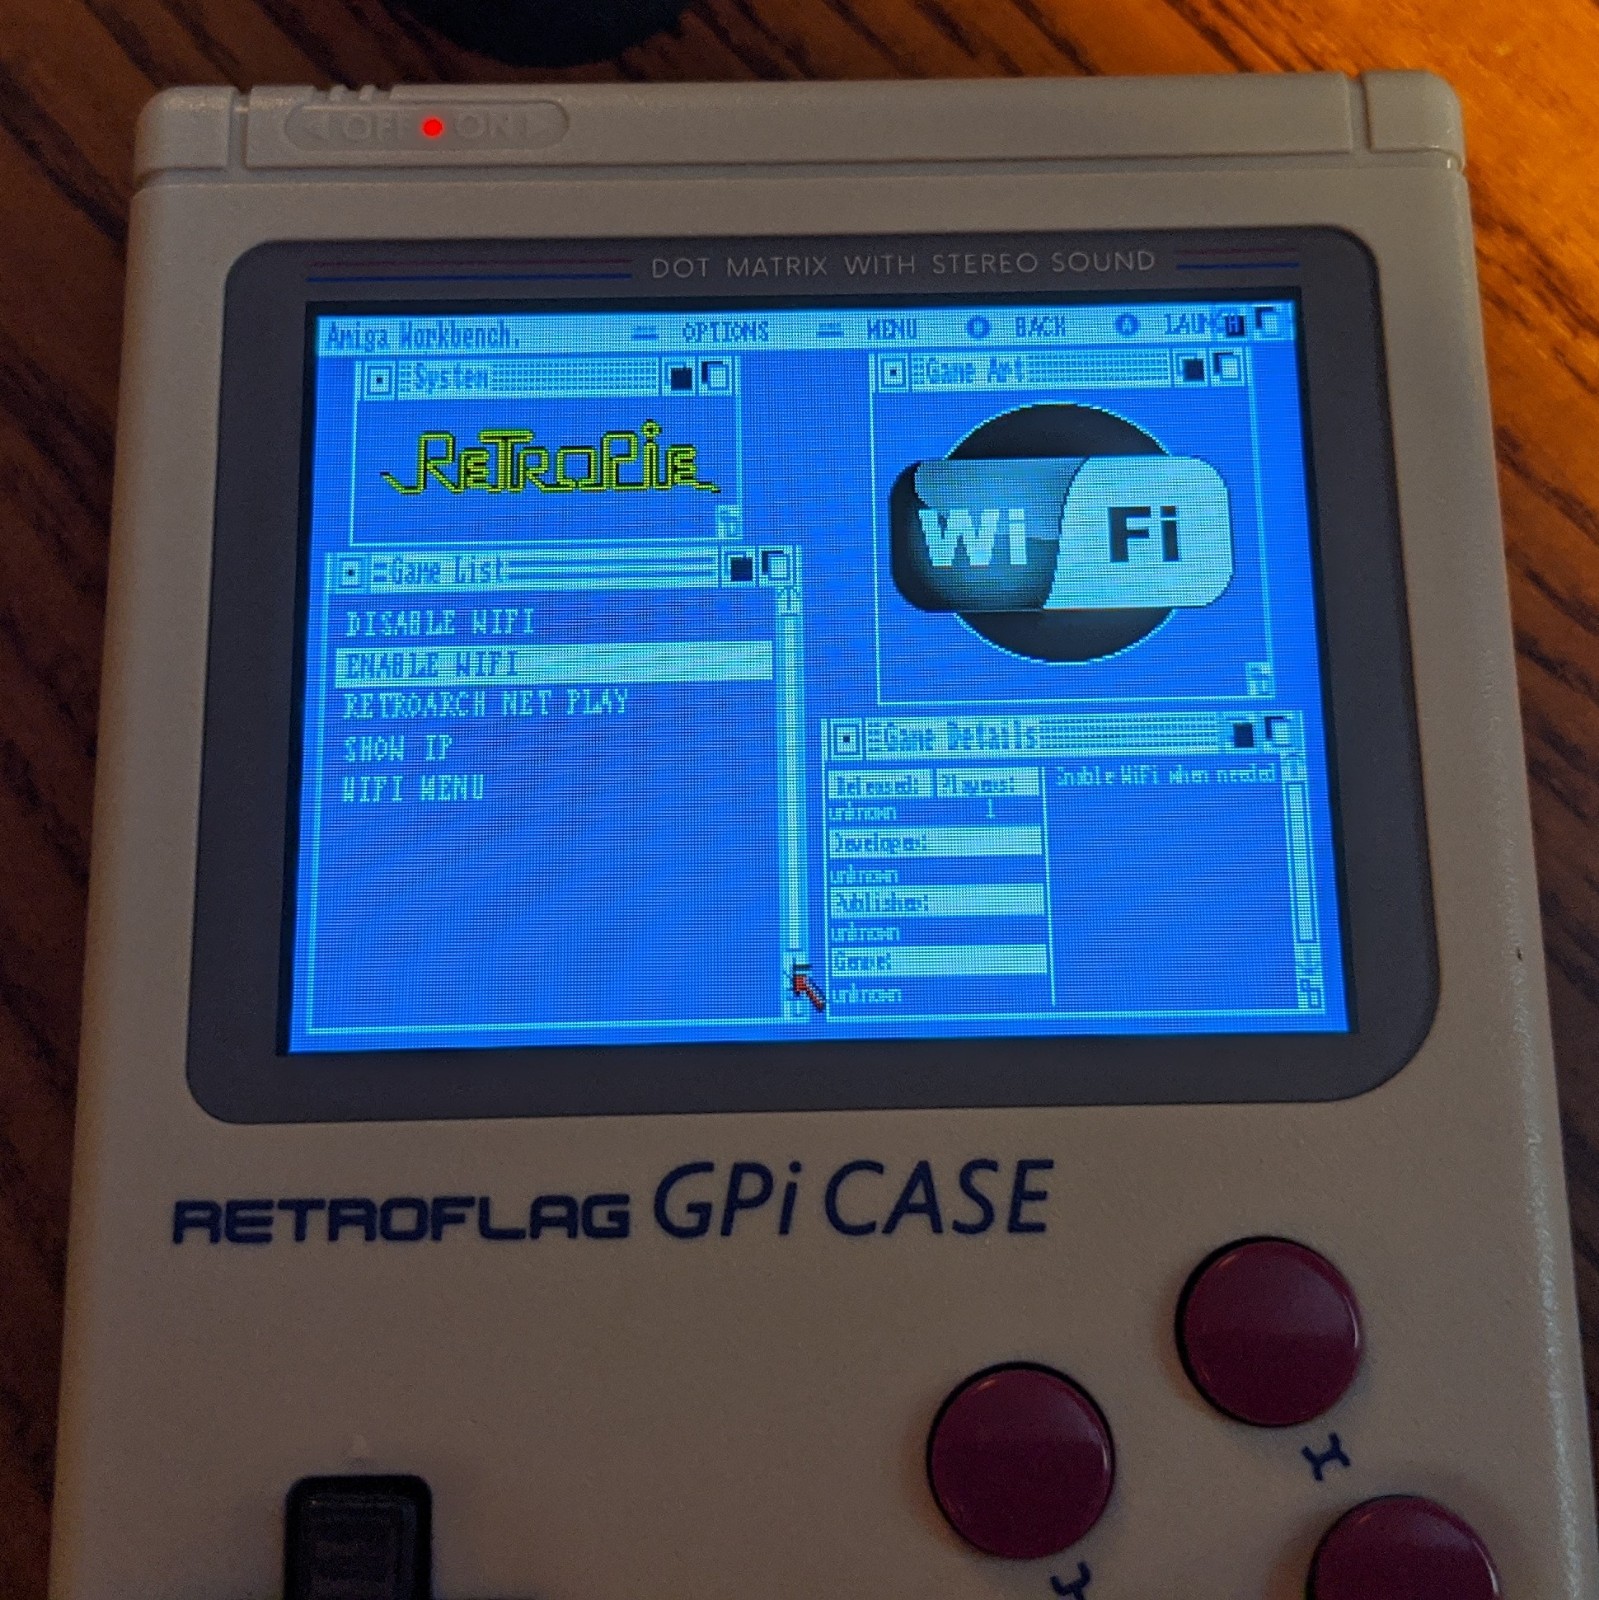 OFF ON
DOT MATRIX WITH STEREO SOUND
Amiga Workbench. OPTIONS MENU BACK LAUNCH
System
RETROPiE
Game Art
Wi Fi
Game List
DISABLE WIFI
ENABLE WIFI
RETROARCH NET PLAY
SHOW IP
WIFI MENU
Game Details
Released: Players:
unknown 1
Developer:
unknown
Publisher:
unknown
Genre:
unknown
Enable WiFi when needed
RETROFLAG GPi CASE
X
Y